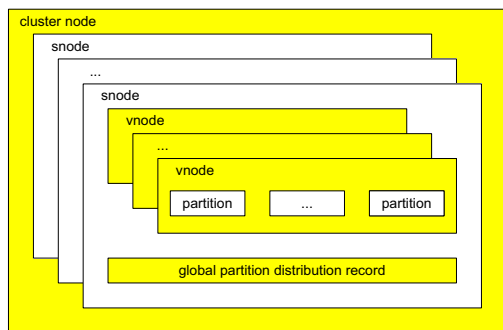 cluster node
snode
...
snode
vnode
...
vnode
partition ... partition
global partition distribution record